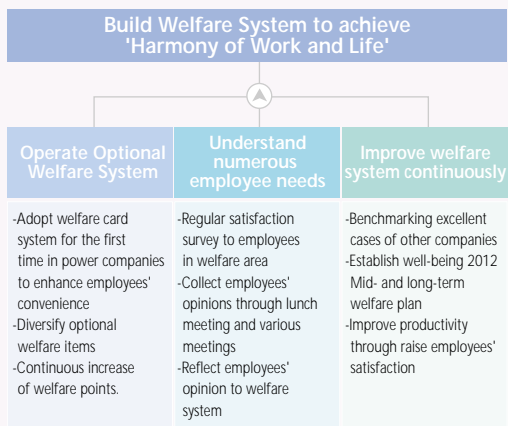 Build Welfare System to achieve
'Harmony of Work and Life'
Operate Optional
Welfare System
-Adopt welfare card
system for the first
time in power companies
to enhance employees'
convenience
-Diversify optional
welfare items
-Continuous increase
of welfare points.
Understand
numerous
employee needs
-Regular satisfaction
survey to employees
in welfare area
-Collect employees'
opinions through lunch
meeting and various
meetings
-Reflect employees'
opinion to welfare
system
Improve welfare
system continuously
-Benchmarking excellent
cases of other companies
-Establish well-being 2012
Mid- and long-term
welfare plan
-Improve productivity
through raise employees'
satisfaction